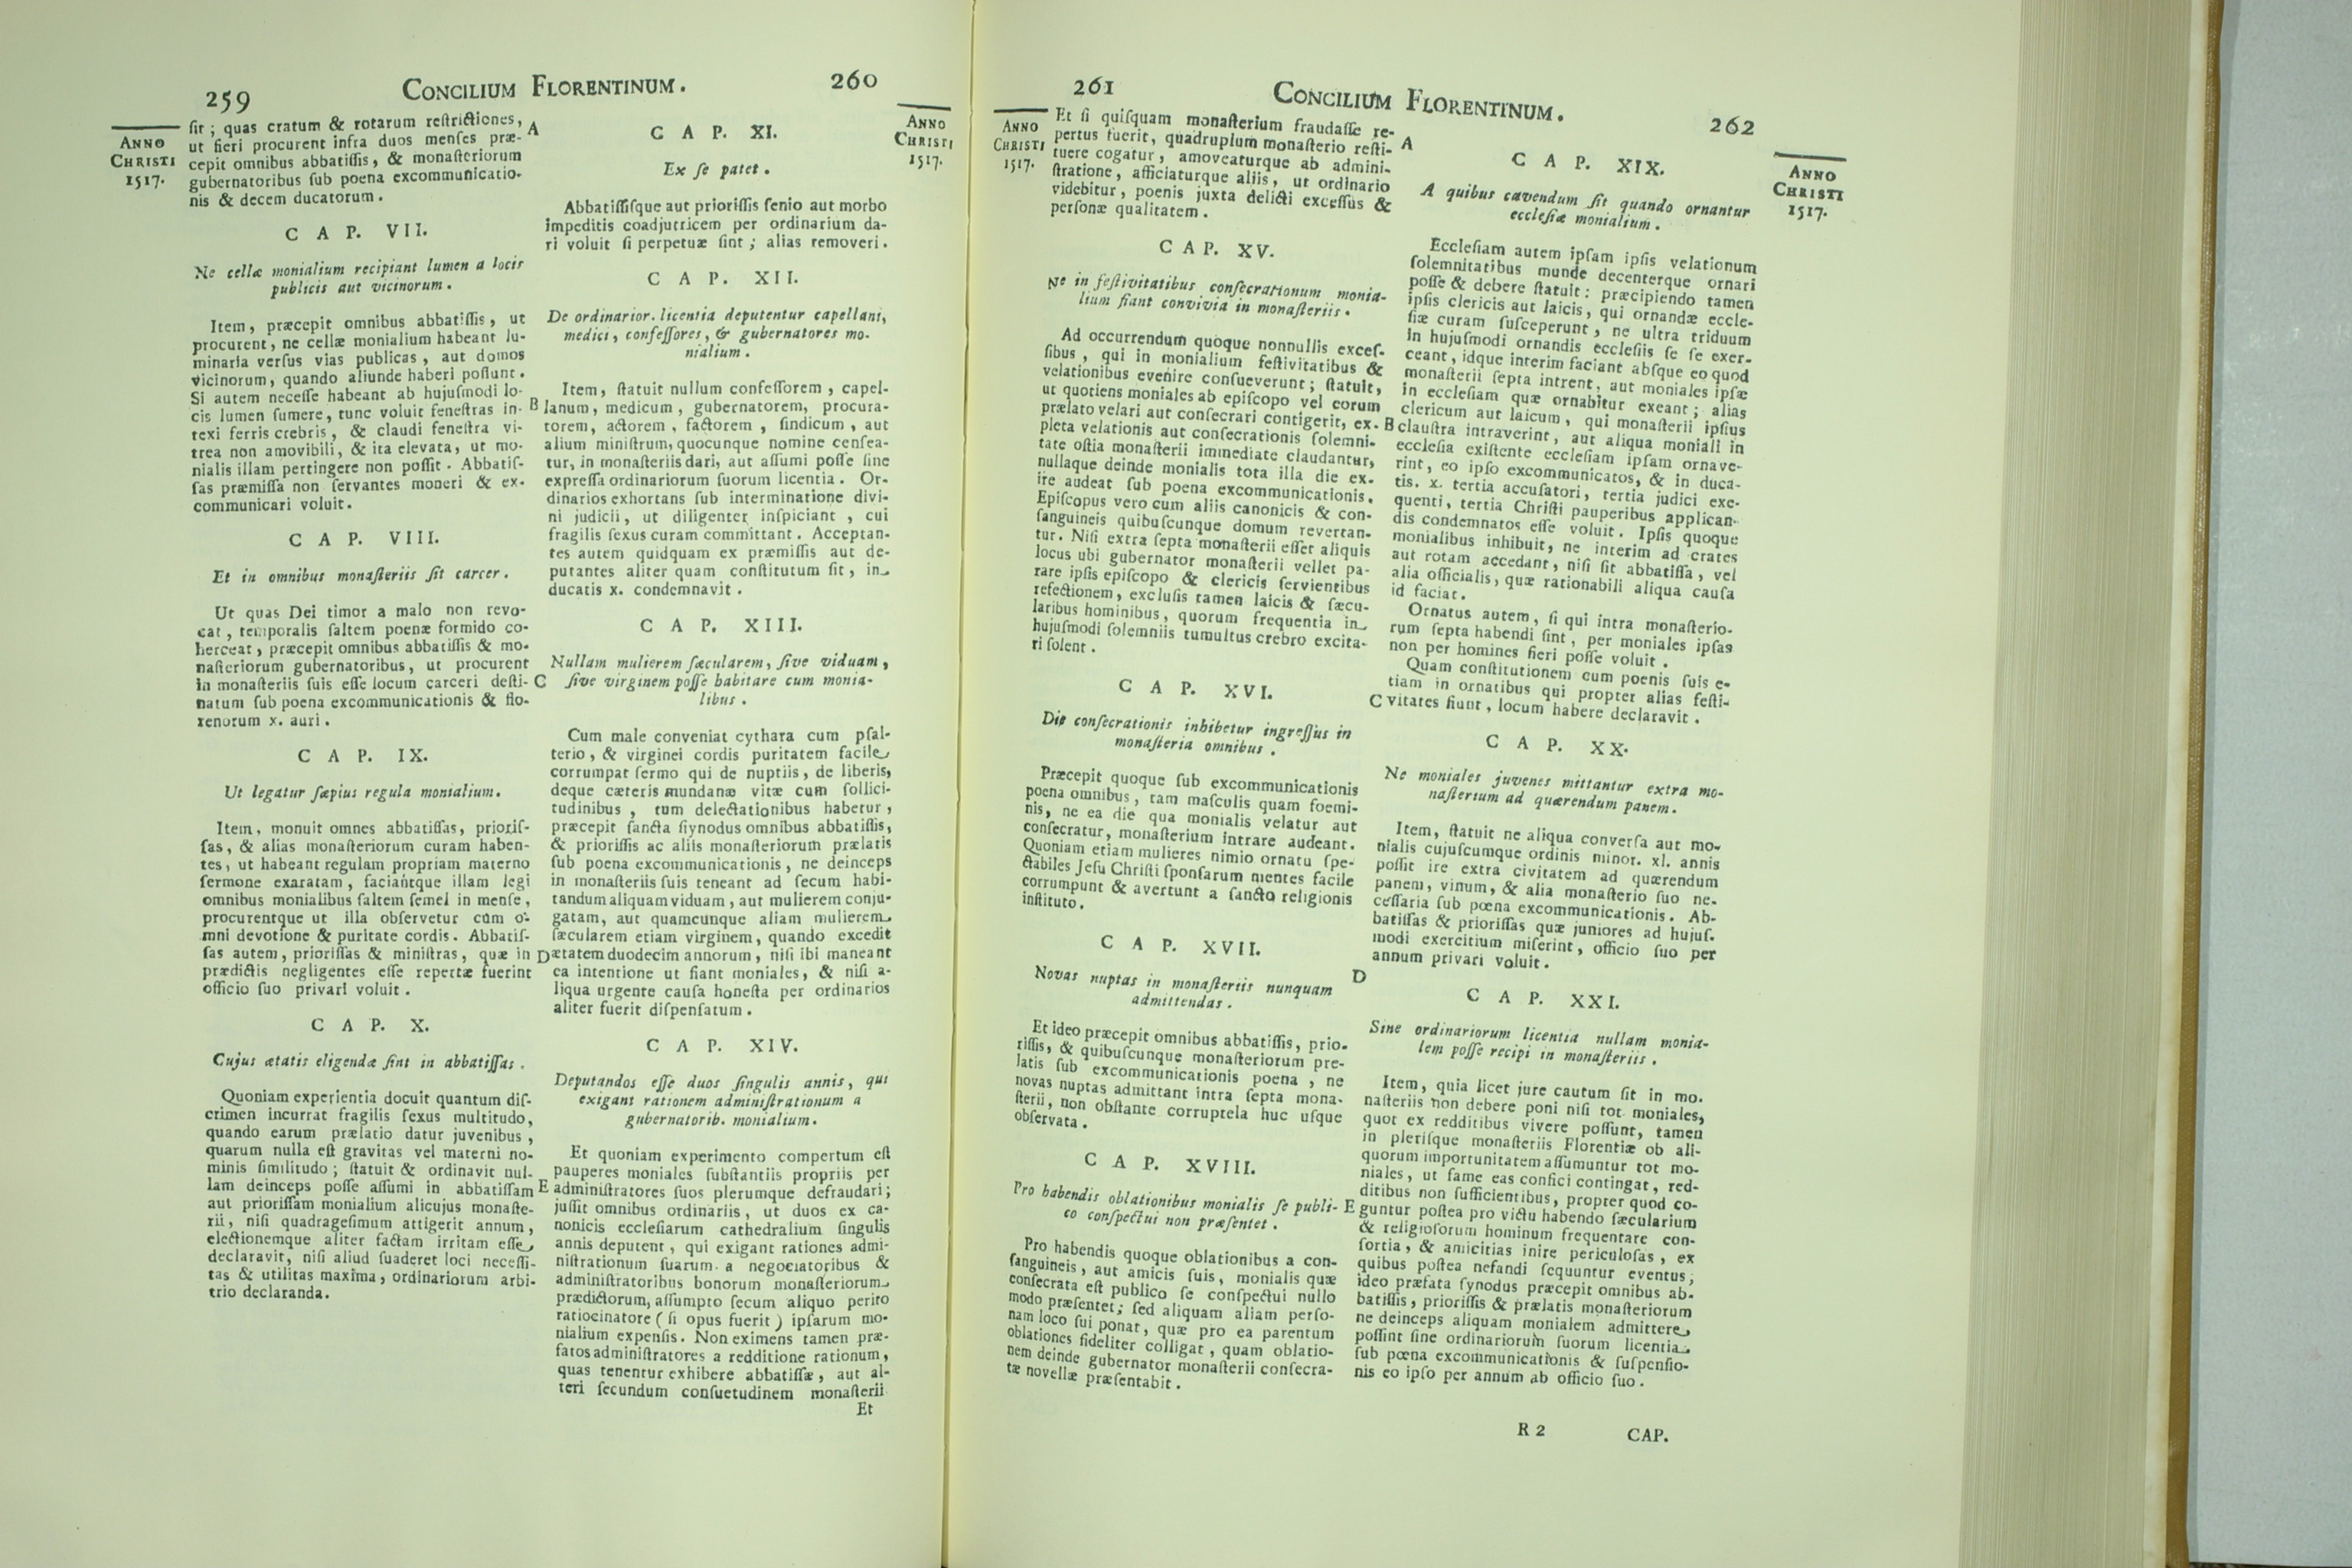 259
CONCILIUM FLORENTINUM.
260
ANNO
CHRISTI
1517.
ſit; quas cratum & rotarum reſtrictiones,
ut fieri procurent infra duos menſes præ-
cepit omnibus abbatiſſis, & monaſteriorum
gubernatoribus ſub poena excommunicatio-
nis & decem ducatorum.
CAP. VII.
Ne cellæ monialium recipiant lumen a locis
publicis aut vicinorum.
Item, præcepit omnibus abbatiſſis, ut
procurent, ne cellæ monialium habeant lu-
minaria verſus vias publicas, aut domos
vicinorum, quando aliunde haberi poſſunt.
Si autem neceſſe habeant ab hujuſmodi lo-
cis lumen ſumere, tunc voluit feneſtras in-
texi ferris crebris, & claudi feneſtra vi-
trea non amovibili, & ita elevata, ut mo-
nialis illam pertingere non poſſit. Abbatiſ-
ſas præmiſſa non ſervantes moneri & ex-
communicari voluit.
CAP. VIII.
Et in omnibus monaſteriis ſit carcer.
Ut quas Dei timor a malo non revo-
cat, temporalis ſaltem poenæ formido co-
herceat, præcepit omnibus abbatiſſis & mo-
naſteriorum gubernatoribus, ut procurent
in monaſteriis ſuis eſſe locum carceri deſti-
natum ſub poena excommunicationis & flo-
renorum x. auri.
CAP. IX.
Ut legatur ſæpius regula monialium.
Item, monuit omnes abbatiſſas, prioriſ-
ſas, & alias monaſteriorum curam haben-
tes, ut habeant regulam propriam materno
ſermone exaratam, faciantque illam legi
omnibus monialibus ſaltem ſemel in menſe,
procurentque ut illa obſervetur cum o-
mni devotione & puritate cordis. Abbatiſ-
ſas autem, prioriſſas & miniſtras, quæ in
prædictis negligentes eſſe repertæ fuerint
officio ſuo privari voluit.
CAP. X.
Cujus ætatis eligendæ ſint in abbatiſſas.
Quoniam experientia docuit quantum diſ-
crimen incurrat fragilis ſexus multitudo,
quando earum prælatio datur juvenibus,
quarum nulla eſt gravitas vel materni no-
minis ſimilitudo; ſtatuit & ordinavit nul-
lam deinceps poſſe aſſumi in abbatiſſam
aut prioriſſam monialium alicujus monaſte-
rii, niſi quadrageſimum attigerit annum,
electionemque aliter factam irritam eſſe
declaravit, niſi aliud ſuaderet loci neceſſi-
tas & utilitas maxima, ordinariorum arbi-
trio declaranda.
A
B
C
D
E
CAP. XI.
Ex ſe patet.
Abbatiſſiſque aut prioriſſis ſenio aut morbo
impeditis coadjutricem per ordinarium da-
ri voluit ſi perpetuæ ſint; alias removeri.
CAP. XII.
De ordinarior. licentia deputentur capellani,
medici, confeſſores, & gubernatores mo-
nialium.
Item, ſtatuit nullum confeſſorem, capel-
lanum, medicum, gubernatorem, procura-
torem, actorem, factorem, ſindicum, aut
alium miniſtrum, quocunque nomine cenſea-
tur, in monaſteriis dari, aut aſſumi poſſe ſine
expreſſa ordinariorum ſuorum licentia. Or-
dinarios exhortans ſub interminatione divi-
ni judicii, ut diligenter inſpiciant, cui
fragilis ſexus curam committant. Acceptan-
tes autem quidquam ex præmiſſis aut de-
putantes aliter quam conſtitutum ſit, in
ducatis x. condemnavit.
CAP. XIII.
Nullam mulierem ſæcularem, ſive viduam,
ſive virginem poſſe habitare cum monia-
libus.
Cum male conveniat cythara cum pſal-
terio, & virginei cordis puritatem facile
corrumpat ſermo qui de nuptiis, de liberis,
deque cæteris mundanæ vitæ cum ſollici-
tudinibus, tum delectationibus habetur,
præcepit ſancta ſiynodus omnibus abbatiſſis,
& prioriſſis ac aliis monaſteriorum prælatis
ſub poena excommunicationis, ne deinceps
in monaſteriis ſuis teneant ad ſecum habi-
tandum aliquam viduam, aut mulierem conju-
gatam, aut quamcunque aliam mulierem
ſæcularem etiam virginem, quando excedit
ætatem duodecim annorum, niſi ibi maneant
ea intentione ut fiant moniales, & niſi a-
liqua urgente cauſa honeſta per ordinarios
aliter fuerit diſpenſatum.
CAP. XIV.
Deputandos eſſe duos ſingulis annis, qui
exigant rationem adminiſtrationum a
gubernatorib. monialium.
Et quoniam experimento compertum eſt
pauperes moniales ſubſtantiis propriis per
adminiſtratores ſuos plerumque defraudari;
juſſit omnibus ordinariis, ut duos ex ca-
nonicis eccleſiarum cathedralium ſingulis
annis deputent, qui exigant rationes admi-
niſtrationum ſuarum a negociatoribus &
adminiſtratoribus bonorum monaſteriorum
prædictorum, aſſumpto ſecum aliquo perito
ratiocinatore (ſi opus fuerit) ipſarum mo-
nialium expenſis. Non eximens tamen præ-
fatos adminiſtratores a redditione rationum,
quas tenentur exhibere abbatiſſæ, aut al-
teri ſecundum conſuetudinem monaſterii
Et
ANNO
CHRISTI
1517.
261
CONCILIUM FLORENTINUM.
262
ANNO
CHRISTI
1517.
Et ſi quiſquam monaſterium fraudaſſe re-
pertus fuerit, quadruplum monaſterio reſti-
tuere cogatur, amoveaturque ab admini-
ſtratione, afficiaturque aliis, ut ordinario
videbitur, poenis juxta delicti exceſſus &
perſonæ qualitatem.
CAP. XV.
Ne in feſtivitatibus conſecrationum monia-
lium fiant convivia in monaſteriis.
Ad occurrendum quoque nonnullis exceſ-
ſibus, qui in monialium feſtivitatibus &
velationibus evenire conſueverunt; ſtatuit,
ut quotiens moniales ab epiſcopo vel eorum
prælato velari aut conſecrari contigerit, ex-
pleta velationis aut conſecrationis ſolemni-
tate oſtia monaſterii immediate claudantur,
nullaque deinde monialis tota illa die ex-
ire audeat ſub poena excommunicationis.
Epiſcopus vero cum aliis canonicis & con-
ſanguineis quibuſcunque domum revertan-
tur. Niſi extra ſepta monaſterii eſſet aliquis
locus ubi gubernator monaſterii vellet pa-
rare ipſis epiſcopo & clericis ſervientibus
refectionem, excluſis tamen laicis & ſæcu-
laribus hominibus, quorum frequentia in
hujuſmodi ſolemniis tumultus crebro excita-
ri ſolent.
CAP. XVI.
Die conſecrationis inhibetur ingreſſus in
monaſteria omnibus.
Præcepit quoque ſub excommunicationis
poena omnibus, tam maſculis quam foemi-
nis, ne ea die qua monialis velatur aut
conſecratur, monaſterium intrare audeant.
Quoniam etiam mulieres nimio ornatu ſpe-
ctabiles Jeſu Chriſti ſponſarum mentes facile
corrumpunt & avertunt a ſancto religionis
inſtituto.
CAP. XVII.
Novas nuptas in monaſteriis nunquam
admittendas.
Et ideo præcepit omnibus abbatiſſis, prio-
riſſis, & quibuſcunque monaſteriorum pre-
latis ſub excommunicationis poena, ne
novas nuptas admittant intra ſepta mona-
ſterii, non obſtante corruptela huc uſque
obſervata.
CAP. XVIII.
Pro habendis oblationibus monialis ſe publi-
co conſpectui non præſentet.
Pro habendis quoque oblationibus a con-
ſanguineis, aut amicis ſuis, monialis quæ
conſecrata eſt publico ſe conſpectui nullo
modo præſentet; ſed aliquam aliam perſo-
nam loco ſui ponat, quæ pro ea parentum
oblationes fideliter colligat, quam oblatio-
nem deinde gubernator monaſterii conſecra-
tæ novellæ præſentabit.
A
B
C
D
E
CAP. XIX.
A quibus cavendum ſit quando ornantur
eccleſiæ monialium.
Eccleſiam autem ipſam ipſis velationum
ſolemnitatibus munde decenterque ornari
poſſe & debere ſtatuit: præcipiendo tamen
ipſis clericis aut laicis, qui ornandæ eccle-
ſiæ curam ſuſceperunt, ne ultra triduum
in hujuſmodi ornandis eccleſiis ſe ſe exer-
ceant, idque interim faciant abſque eo quod
monaſterii ſepta intrent, aut moniales ipſæ
in eccleſiam quæ ornabitur exeant; alias
clericum aut laicum, qui monaſterii ipſius
clauſtra intraverint, aut aliqua moniali in
eccleſia exiſtente eccleſiam ipſam ornave-
rint, eo ipſo excommunicatos, & in duca-
tis. x. tertia accuſatori, tertia judici exe-
quenti, tertia Chriſti pauperibus applican-
dis condemnatos eſſe voluit. Ipſis quoque
monialibus inhibuit, ne interim ad crates
aut rotam accedant, niſi ſit abbatiſſa, vel
alia officialis, quæ rationabili aliqua cauſa
id faciat.
Ornatus autem, ſi qui intra monaſterio-
rum ſepta habendi ſint, per moniales ipſas
non per homines fieri poſſe voluit.
Quam conſtitutionem cum poenis ſuis e-
tiam in ornatibus qui propter alias feſti-
vitates fiunt, locum habere declaravit.
CAP. XX.
Ne moniales juvenes mittantur extra mo-
naſterium ad quærendum panem.
Item, ſtatuit ne aliqua converſa aut mo-
nialis cujuſcumque ordinis minor. xl. annis
poſſit ire extra civitatem ad quærendum
panem, vinum, & alia monaſterio ſuo ne-
ceſſaria ſub pœna excommunicationis. Ab-
batiſſas & prioriſſas quæ juniores ad hujuſ-
modi exercitium miſerint, officio ſuo per
annum privari voluit.
CAP. XXI.
Sine ordinariorum licentia nullam monia-
lem poſſe recipi in monaſteriis.
Item, quia licet jure cautum ſit in mo-
naſteriis non debere poni niſi tot moniales,
quot ex redditibus vivere poſſunt, tamen
in pleriſque monaſteriis Florentiæ ob ali-
quorum importunitatem aſſumuntur tot mo-
niales, ut fame eas confici contingat, red-
ditibus non ſufficientibus, propter quod co-
guntur poſtea pro victu habendo ſæcularium
& religioſorum hominum frequentare con-
ſortia, & amicitias inire periculoſas, ex
quibus poſtea nefandi ſequuntur eventus;
ideo præfata ſynodus præcepit omnibus ab-
batiſſis, prioriſſis & prælatis monaſteriorum
ne deinceps aliquam monialem admittere
poſſint ſine ordinariorum ſuorum licentia
ſub pœna excommunicationis & ſuſpenſio-
nis eo ipſo per annum ab officio ſuo.
R 2
CAP.
ANNO
CHRISTI
1517.